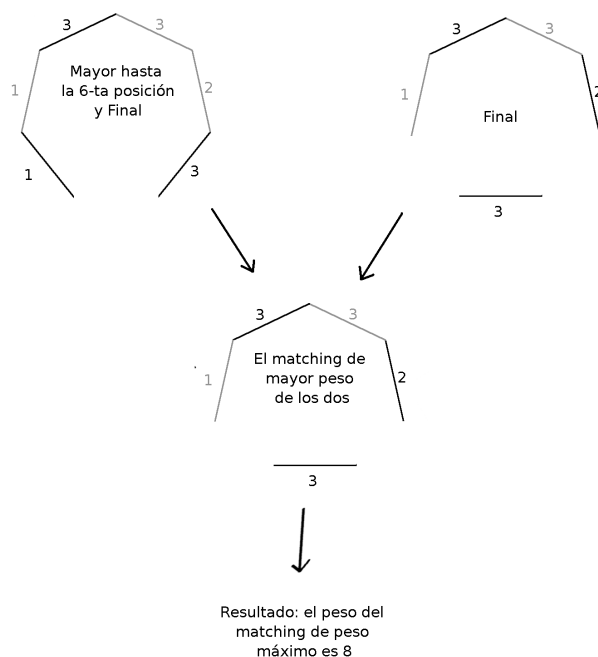 3
3
1
2
Mayor hasta
la 6-ta posición
y Final
1
3
3
3
1
2
Final
3
3
3
1
2
El matching de
mayor peso
de los dos
3
Resultado: el peso del
matching de peso
máximo es 8